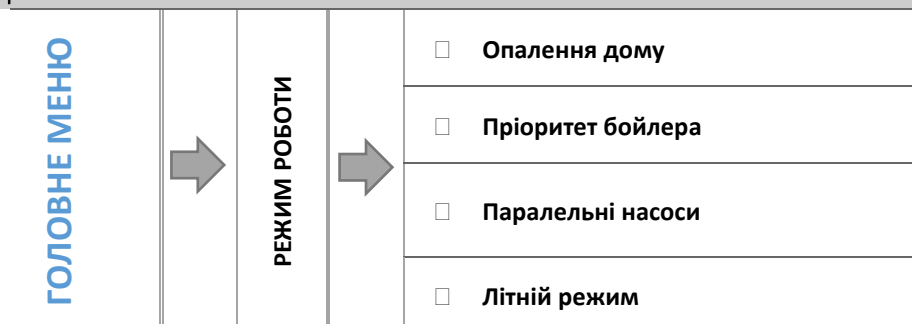 ГОЛОВНЕ МЕНЮ
РЕЖИМ РОБОТИ
Опалення дому
Пріоритет бойлера
Паралельні насоси
Літній режим